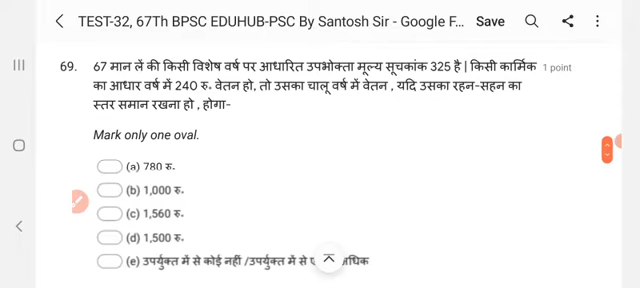 TEST-32, 67Th BPSC EDUHUB-PSC By Santosh Sir - Google F... Save
69. 67 मान लें की किसी विशेष वर्ष पर आधारित उपभोक्ता मूल्य सूचकांक 325 है | किसी कार्मिक 1 point
का आधार वर्ष में 240 रु. वेतन हो, तो उसका चालू वर्ष में वेतन , यदि उसका रहन-सहन का
स्तर समान रखना हो , होगा-
Mark only one oval.
(a) 780 रु.
(b) 1,000 रु.
(c) 1,560 रु.
(d) 1,500 रु.
(e) उपर्युक्त में से कोई नहीं /उपर्युक्त में से